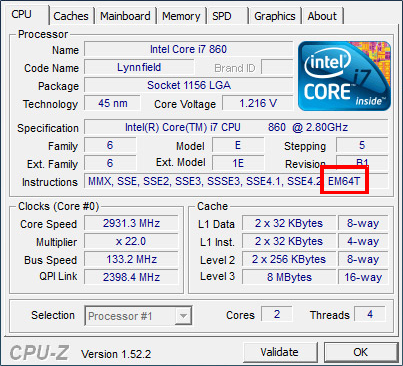 CPU Caches Mainboard Memory SPD Graphics About
Processor
Name Intel Core i7 860
Code Name Lynnfield Brand ID
Package Socket 1156 LGA
Technology 45 nm Core Voltage 1.216 V
intel CORE i7 inside™
Specification Intel(R) Core(TM) i7 CPU 860 @ 2.80GHz
Family 6 Model E Stepping 5
Ext. Family 6 Ext. Model 1E Revision B1
Instructions MMX, SSE, SSE2, SSE3, SSSE3, SSE4.1, SSE4.2, EM64T
Clocks (Core #0) Cache
Core Speed 2931.3 MHz L1 Data 2 x 32 KBytes 8-way
Multiplier x 22.0 L1 Inst. 2 x 32 KBytes 4-way
Bus Speed 133.2 MHz Level 2 2 x 256 KBytes 8-way
QPI Link 2398.4 MHz Level 3 8 MBytes 16-way
Selection Processor #1 Cores 2 Threads 4
CPU-Z Version 1.52.2 Validate OK